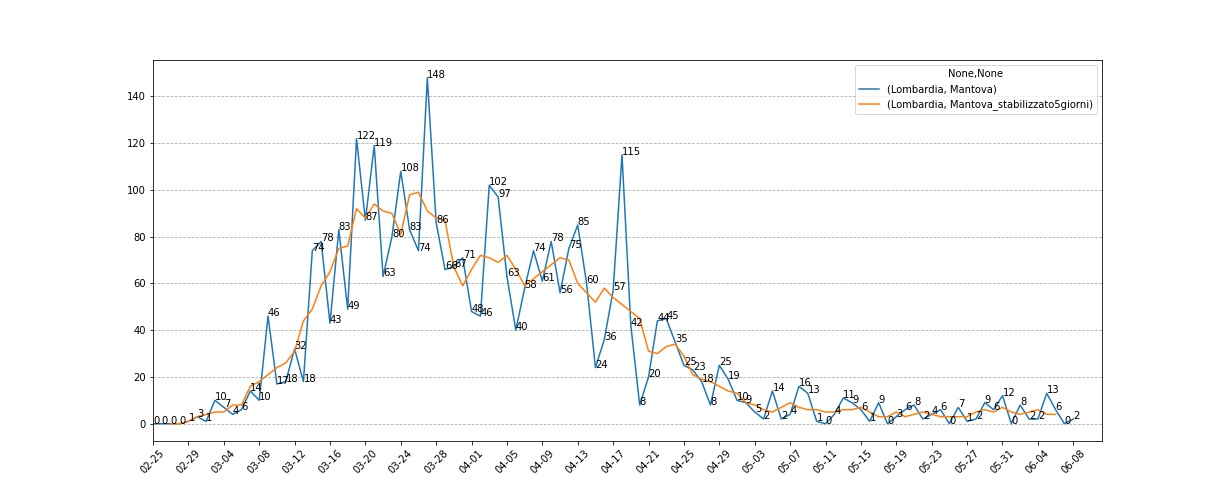 None,None
(Lombardia, Mantova)
(Lombardia, Mantova_stabilizzato5giorni)
140
120
100
80
60
40
20
0
0 0 0 0 1 3 1 10 7 4 6 14 10 46 17 18 32 18 74 78 43 83 49 122 87 119 63 80 108 83 74 148 86 66 67 71 48 46 102 97 63 40 58 74 61 78 56 75 85 60 24 36 57 115 42 8 20 44 45 35 25 23 18 8 25 19 10 9 5 2 14 2 4 16 13 1 0 4 11 9 6 1 9 0 3 6 8 2 4 6 0 7 1 2 9 6 12 0 8 2 2 13 6 0 2
02-25 02-29 03-04 03-08 03-12 03-16 03-20 03-24 03-28 04-01 04-05 04-09 04-13 04-17 04-21 04-25 04-29 05-03 05-07 05-11 05-15 05-19 05-23 05-27 05-31 06-04 06-08